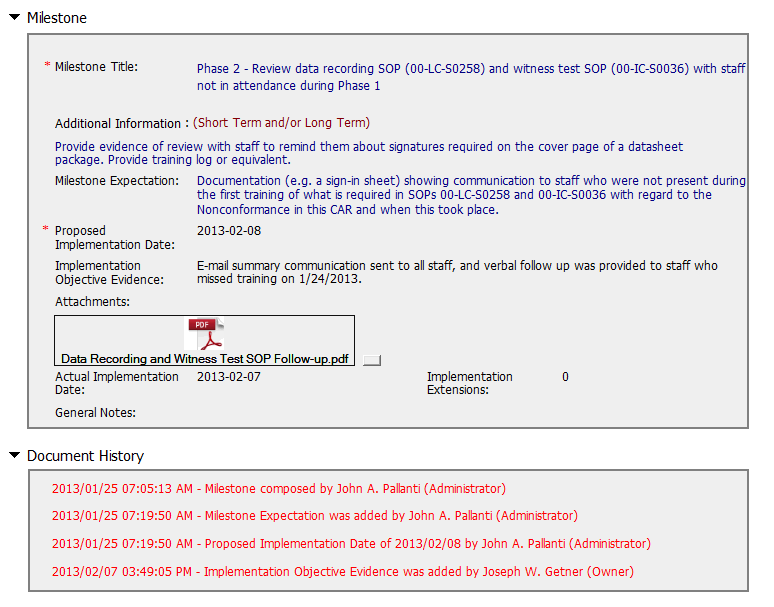 Milestone
* Milestone Title: Phase 2 - Review data recording SOP (00-LC-S0258) and witness test SOP (00-IC-S0036) with staff
not in attendance during Phase 1
Additional Information : (Short Term and/or Long Term)
Provide evidence of review with staff to remind them about signatures required on the cover page of a datasheet
package. Provide training log or equivalent.
Milestone Expectation: Documentation (e.g. a sign-in sheet) showing communication to staff who were not present during
the first training of what is required in SOPs 00-LC-S0258 and 00-IC-S0036 with regard to the
Nonconformance in this CAR and when this took place.
* Proposed 2013-02-08
Implementation Date:
Implementation E-mail summary communication sent to all staff, and verbal follow up was provided to staff who
Objective Evidence: missed training on 1/24/2013.
Attachments:
PDF
Data Recording and Witness Test SOP Follow-up.pdf
Actual Implementation 2013-02-07 Implementation 0
Date: Extensions:
General Notes:
Document History
2013/01/25 07:05:13 AM - Milestone composed by John A. Pallanti (Administrator)
2013/01/25 07:19:50 AM - Milestone Expectation was added by John A. Pallanti (Administrator)
2013/01/25 07:19:50 AM - Proposed Implementation Date of 2013/02/08 by John A. Pallanti (Administrator)
2013/02/07 03:49:05 PM - Implementation Objective Evidence was added by Joseph W. Getner (Owner)